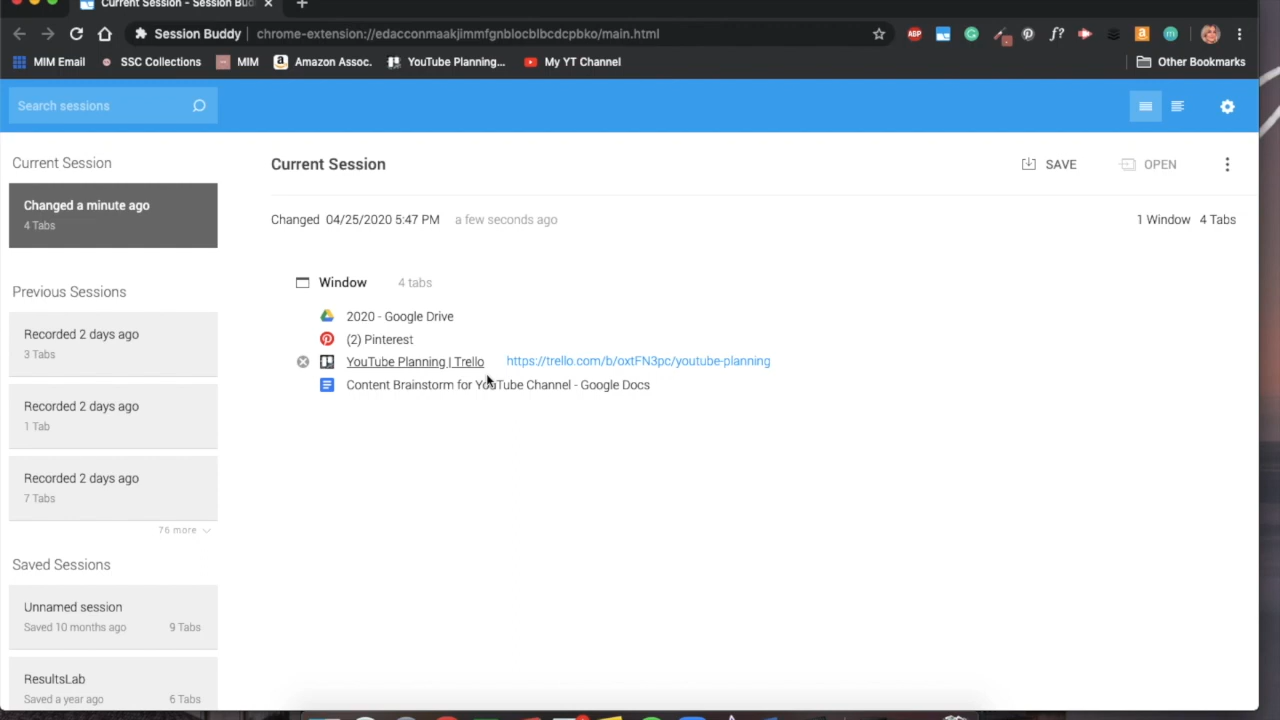 Current Session - Session Bud
Session Buddy
chrome-extension://edacconmaakjimmfgnblocblbcdcpbko/main.html
ABP
f?
a
m
MIM Email
SSC Collections
MIM
Amazon Assoc.
YouTube Planning...
My YT Channel
Other Bookmarks
Search sessions
Current Session
Changed a minute ago
4 Tabs
Previous Sessions
Recorded 2 days ago
3 Tabs
Recorded 2 days ago
1 Tab
Recorded 2 days ago
7 Tabs
76 more
Saved Sessions
Unnamed session
Saved 10 months ago 9 Tabs
ResultsLab
Saved a year ago 6 Tabs
Current Session
SAVE
OPEN
Changed 04/25/2020 5:47 PM a few seconds ago
1 Window 4 Tabs
Window 4 tabs
2020 - Google Drive
(2) Pinterest
YouTube Planning | Trello https://trello.com/b/oxtFN3pc/youtube-planning
Content Brainstorm for YouTube Channel - Google Docs